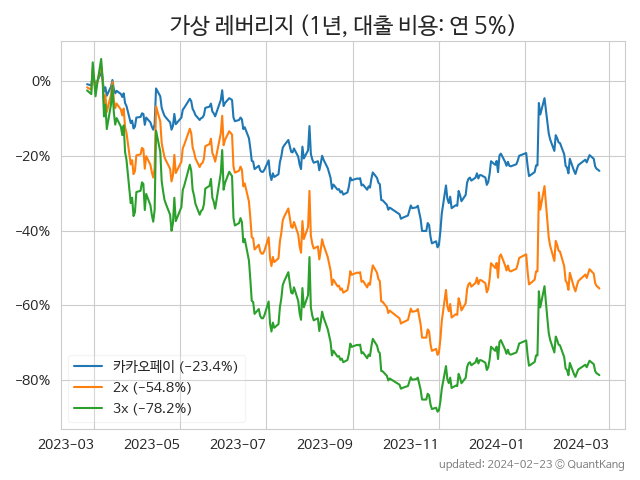 가상 레버리지 (1년, 대출 비용: 연 5%)
0%
−20%
−40%
−60%
−80%
카카오페이 (−23.4%)
2x (−54.8%)
3x (−78.2%)
2023-03 2023-05 2023-07 2023-09 2023-11 2024-01 2024-03
updated: 2024-02-23 ⓒ QuantKang